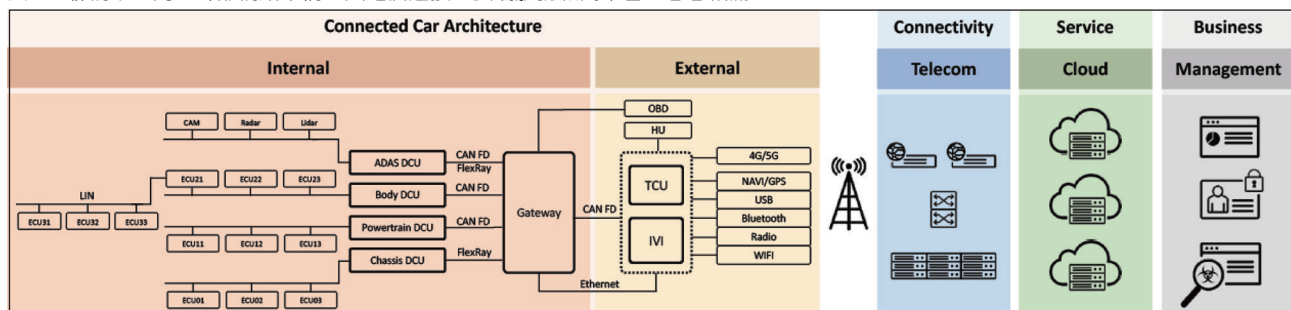 Connected Car Architecture
Connectivity
Service
Business
Internal
External
Telecom
Cloud
Management
CAM
Radar
Lidar
ADAS DCU
CAN FD
FlexRay
LIN
ECU31
ECU32
ECU33
ECU21
ECU22
ECU23
Body DCU
CAN FD
ECU11
ECU12
ECU13
Powertrain DCU
CAN FD
ECU01
ECU02
ECU03
Chassis DCU
FlexRay
Gateway
CAN FD
Ethernet
OBD
HU
TCU
IVI
4G/5G
NAVI/GPS
USB
Bluetooth
Radio
WIFI